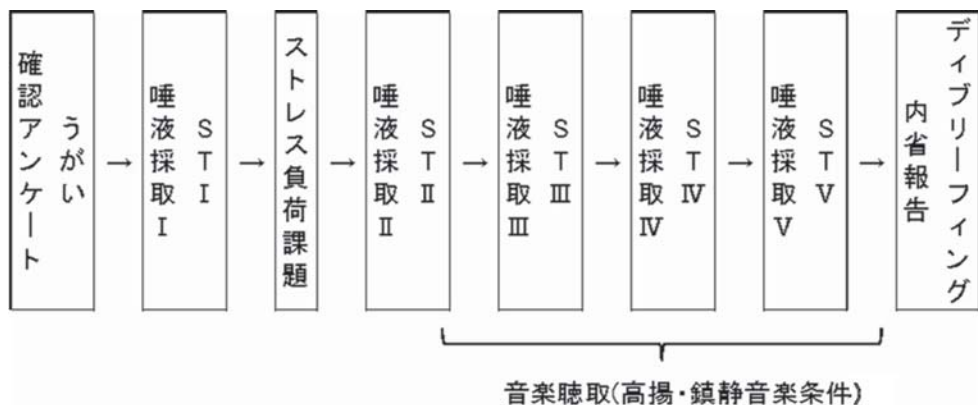 うがい
確認アンケート
STⅠ
唾液採取Ⅰ
ストレス負荷課題
STⅡ
唾液採取Ⅱ
STⅢ
唾液採取Ⅲ
STⅣ
唾液採取Ⅳ
STⅤ
唾液採取Ⅴ
ディブリーフィング
内省報告
音楽聴取(高揚・鎮静音楽条件)